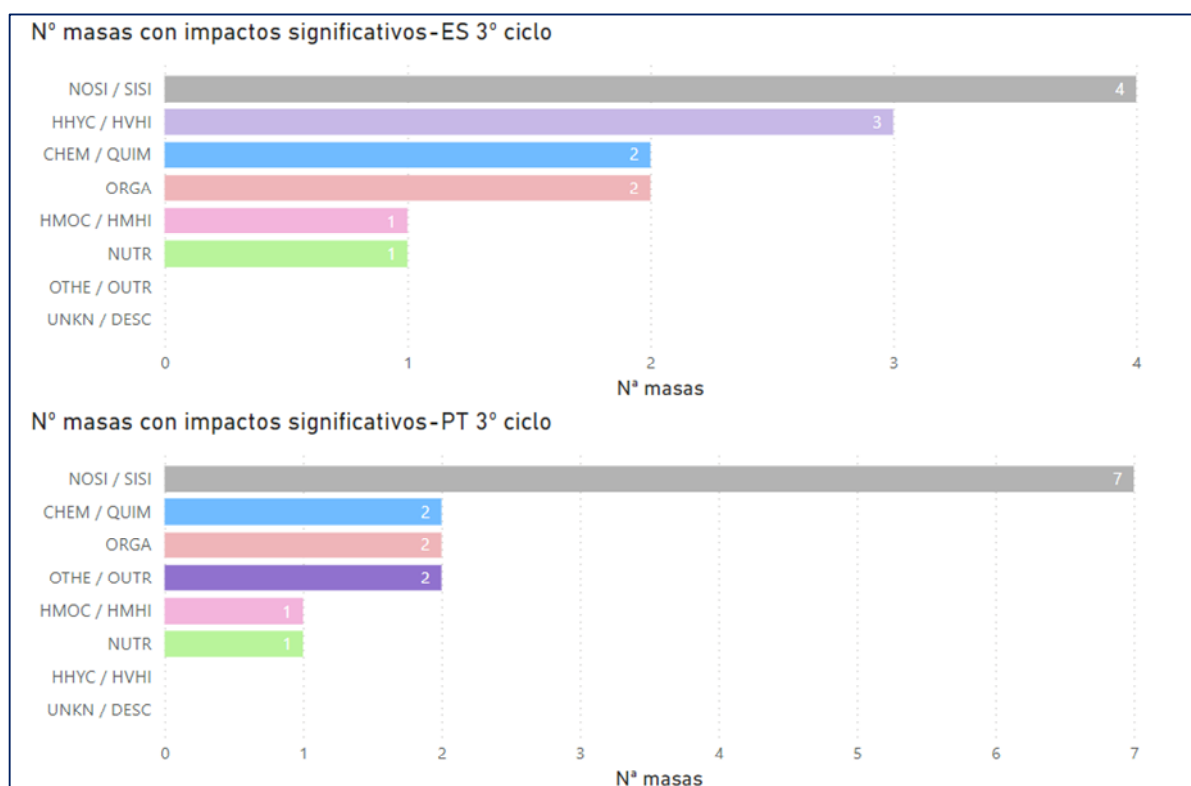 Nº masas con impactos significativos-ES 3º ciclo
NOSI / SISI 4
HHYC / HVHI 3
CHEM / QUIM 2
ORGA 2
HMOC / HMHI 1
NUTR 1
OTHE / OUTR
UNKN / DESC
0 1 2 3 4
Nª masas
Nº masas con impactos significativos-PT 3º ciclo
NOSI / SISI 7
CHEM / QUIM 2
ORGA 2
OTHE / OUTR 2
HMOC / HMHI 1
NUTR 1
HHYC / HVHI
UNKN / DESC
0 1 2 3 4 5 6 7
Nª masas